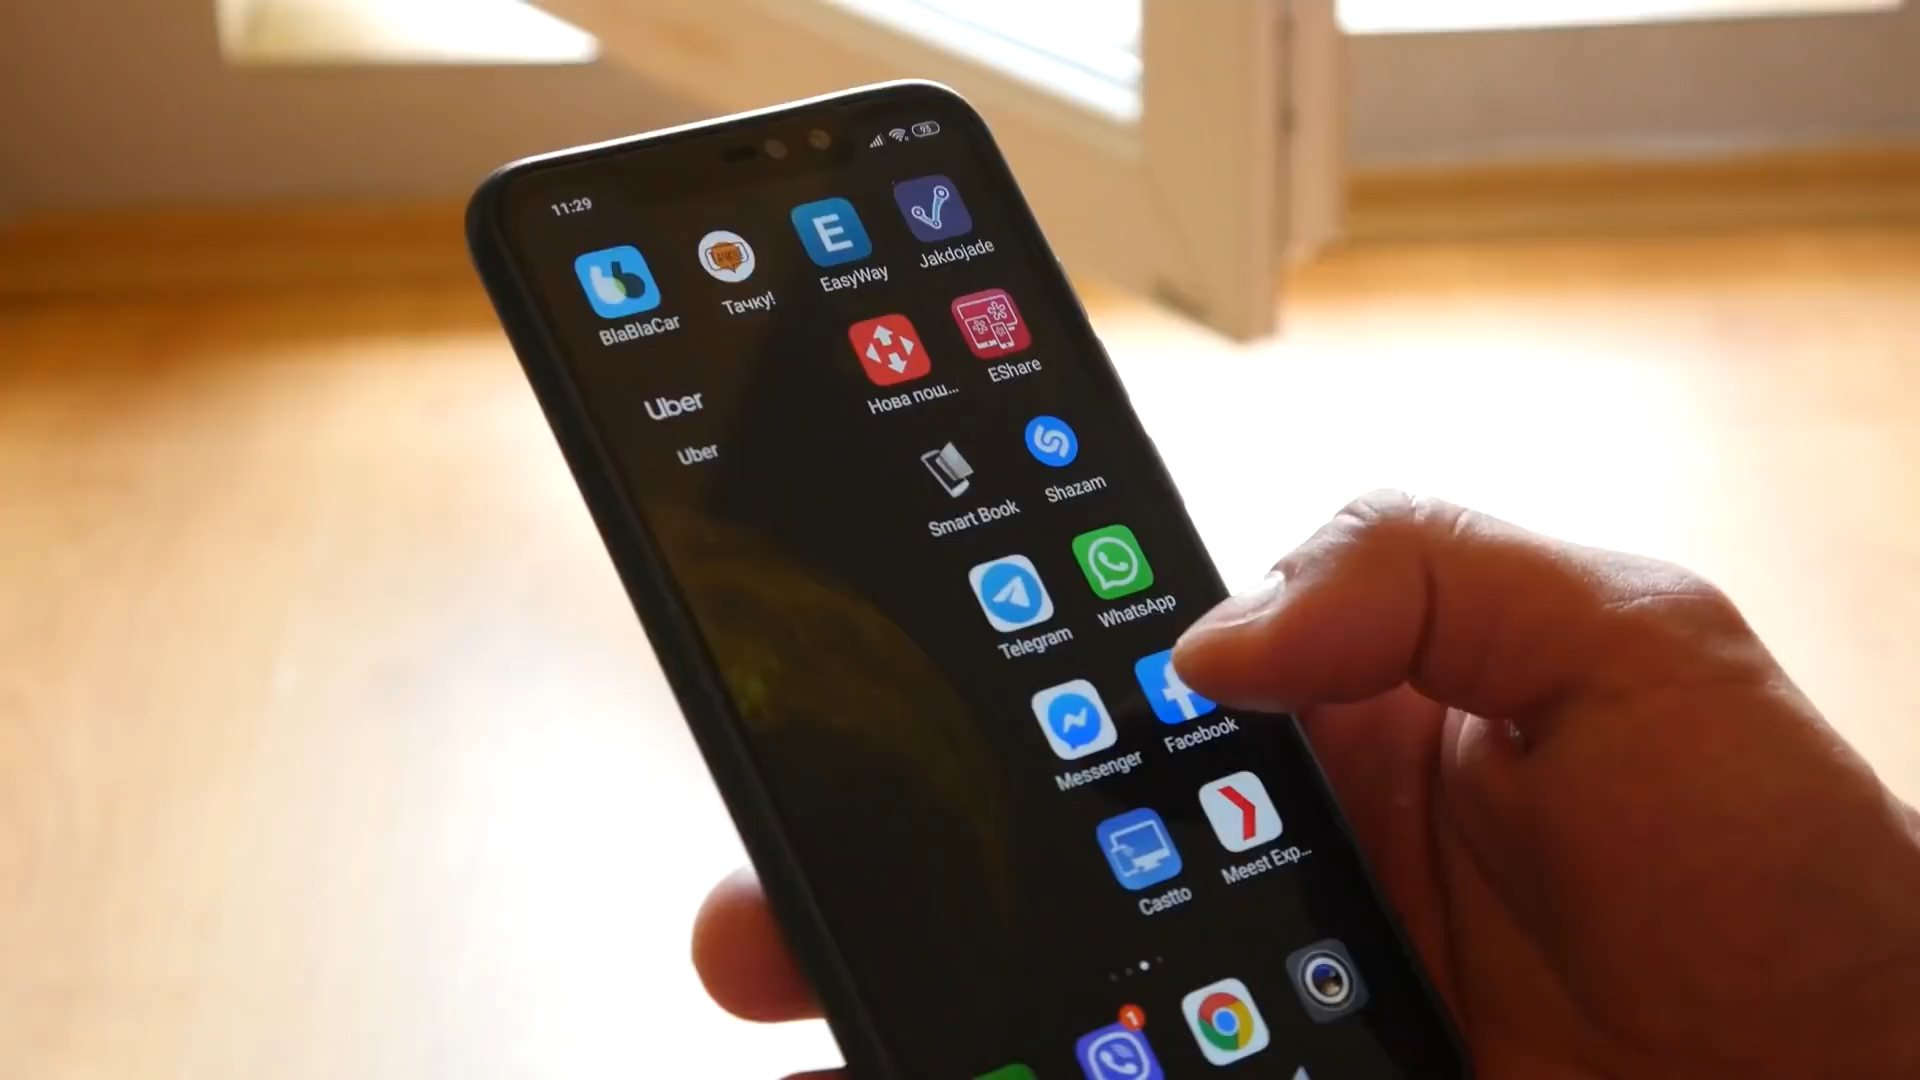 11:29
93
BlaBlaCar
Тачку!
E
EasyWay
Jakdojade
Нова пош...
EShare
Uber
Uber
Smart Book
Shazam
Telegram
WhatsApp
Messenger
Facebook
Castto
Meest Exp...
1